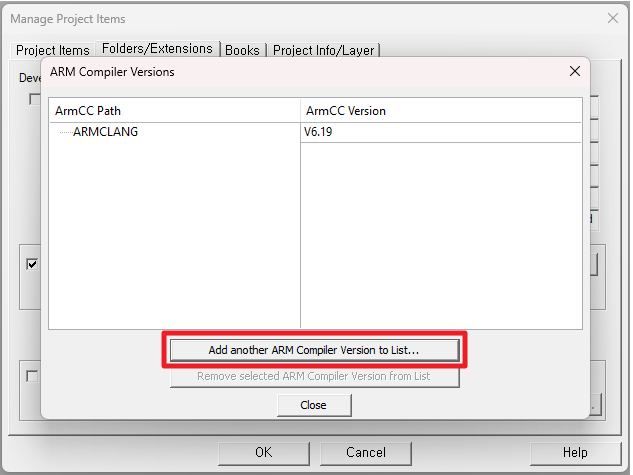 Manage Project Items
Project Items
Folders/Extensions
Books
Project Info/Layer
Deve
ARM Compiler Versions
ArmCC Path
ArmCC Version
ARMCLANG
V6.19
Add another ARM Compiler Version to List...
Remove selected ARM Compiler Version from List
Close
OK
Cancel
Help